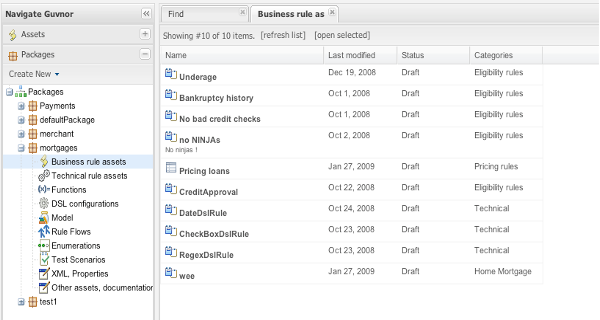 Navigate Guvnor
Assets
Packages
Create New
Packages
Payments
defaultPackage
merchant
mortgages
Business rule assets
Technical rule assets
Functions
DSL configurations
Model
Rule Flows
Enumerations
Test Scenarios
XML, Properties
Other assets, documentation
test1
Find Business rule as
Showing #10 of 10 items. [refresh list] [open selected]
Name Last modified Status Categories
Underage Dec 19, 2008 Draft Eligibility rules
Bankruptcy history Oct 1, 2008 Draft Eligibility rules
No bad credit checks Oct 1, 2008 Draft Eligibility rules
no NINJAs Oct 2, 2008 Draft Eligibility rules
No ninjas !
Pricing loans Jan 27, 2009 Draft Pricing rules
CreditApproval Oct 22, 2008 Draft Eligibility rules
DateDslRule Oct 24, 2008 Draft Technical
CheckBoxDslRule Oct 23, 2008 Draft Technical
RegexDslRule Oct 23, 2008 Draft Technical
wee Jan 27, 2009 Draft Home Mortgage